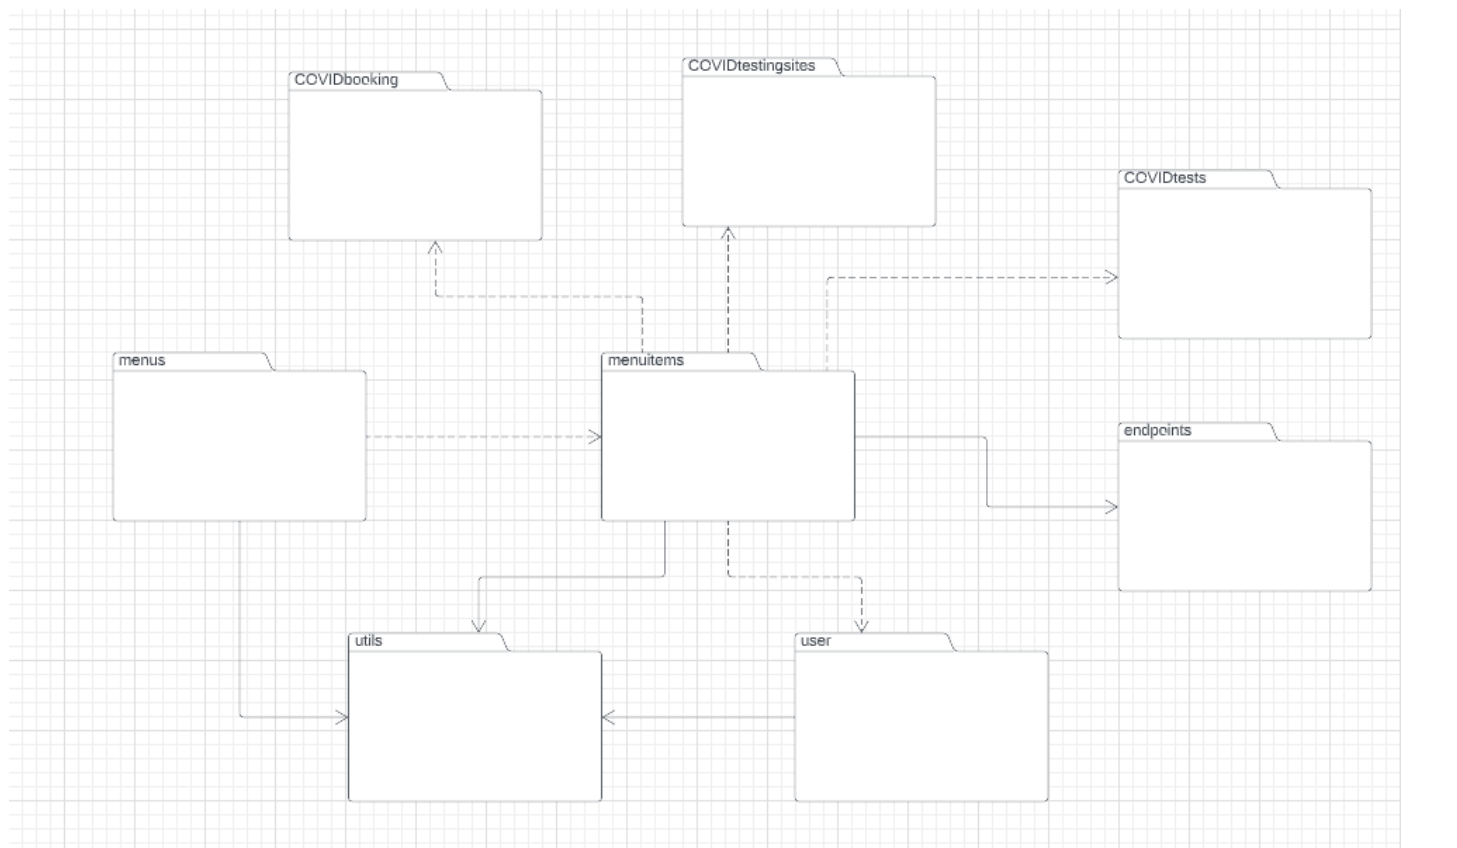 COVIDbooking
COVIDtestingsites
COVIDtests
menus
menuitems
endpoints
utils
user